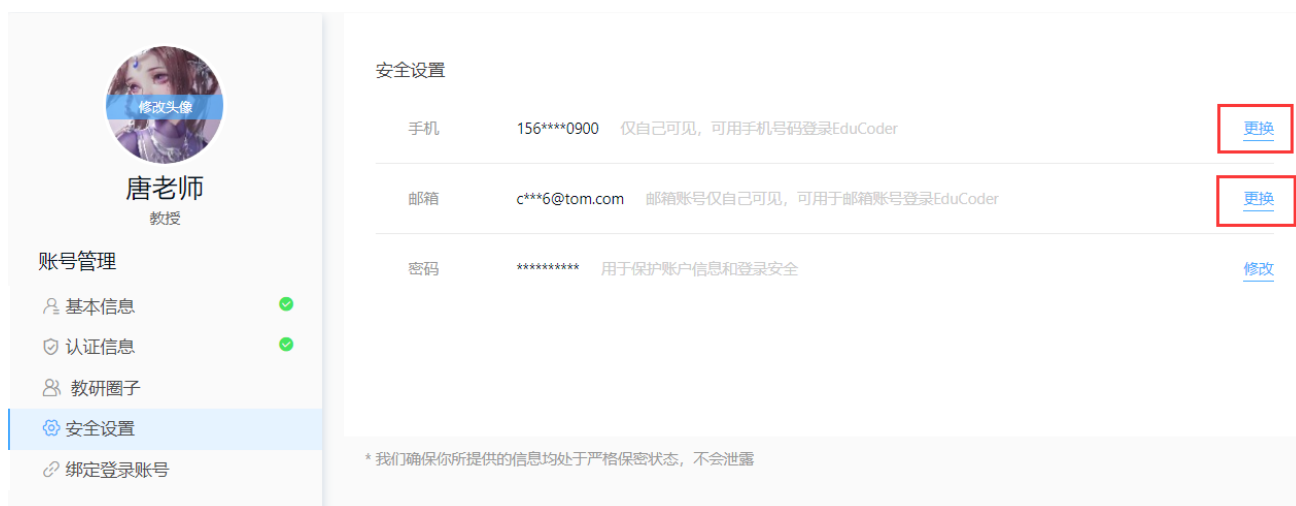 修改头像
唐老师
教授
账号管理
基本信息
认证信息
教研圈子
安全设置
绑定登录账号
安全设置
手机 156****0900 仅自己可见，可用手机号码登录EduCoder 更换
邮箱 c***6@tom.com 邮箱账号仅自己可见，可用于邮箱账号登录EduCoder 更换
密码 ********** 用于保护账户信息和登录安全 修改
* 我们确保你所提供的信息均处于严格保密状态，不会泄露